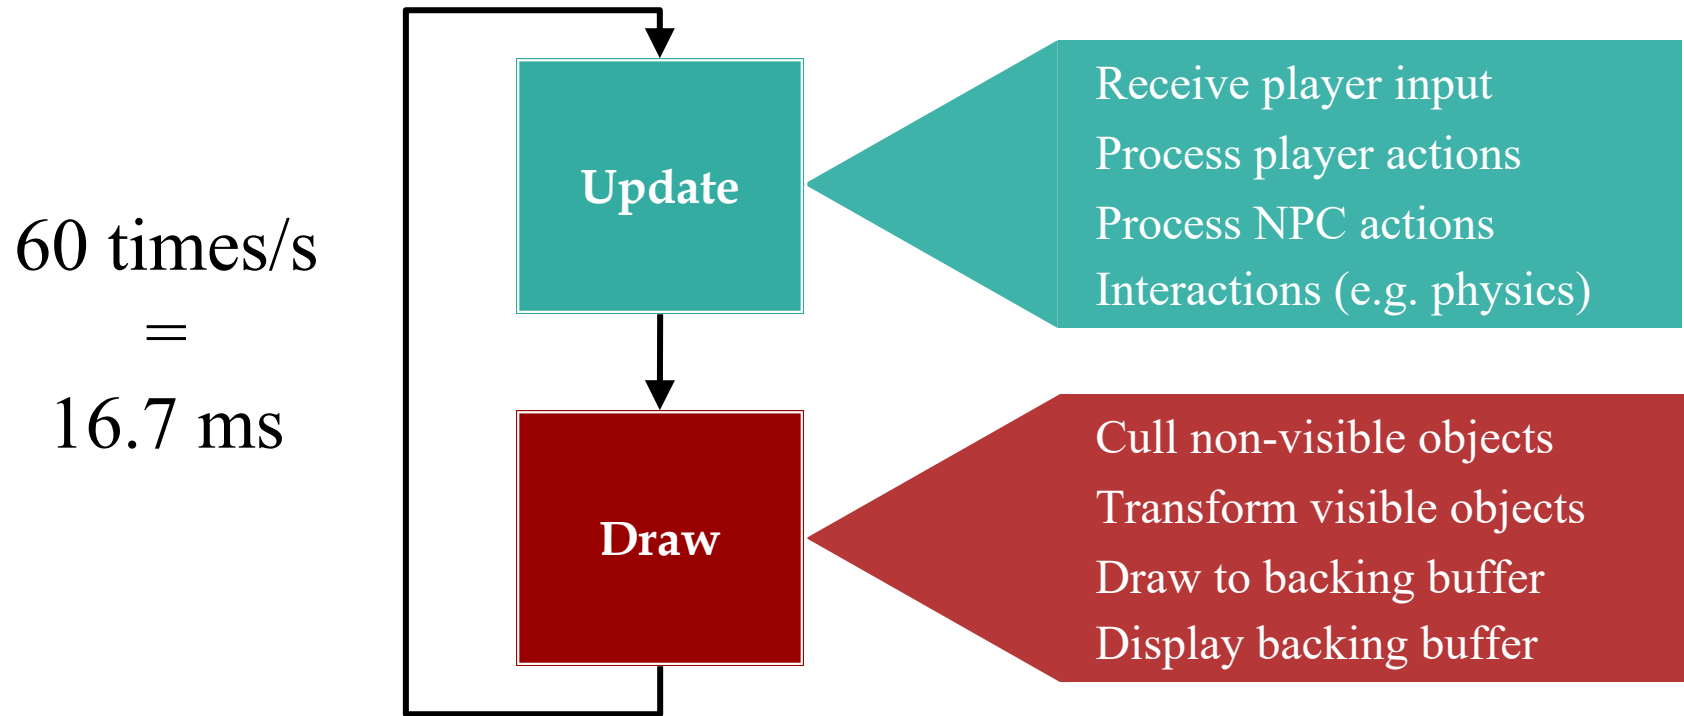 60 times/s
=
16.7 ms
Update
Receive player input
Process player actions
Process NPC actions
Interactions (e.g. physics)
Draw
Cull non-visible objects
Transform visible objects
Draw to backing buffer
Display backing buffer